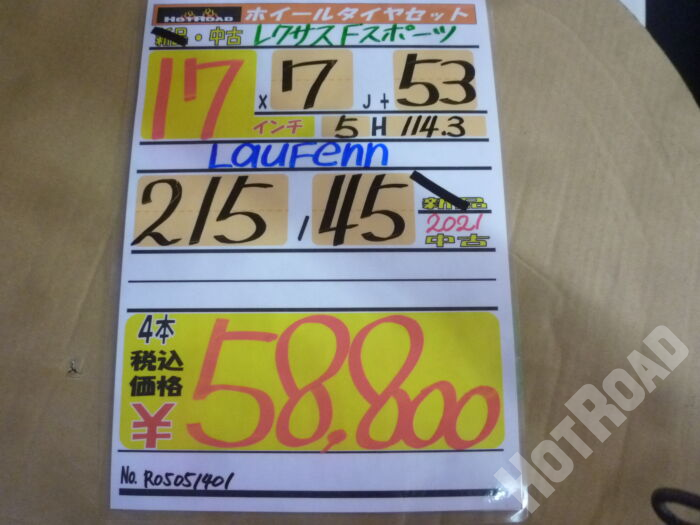 HOTROAD ホイールタイヤセット
新品・中古 レクサスFスポーツ
17 x 7 J + 53
インチ 5 H 114.3
Laufenn
215 / 45 新品
2021
中古
4本
税込
価格
¥ 58,800
No. R05051401
HOTROAD